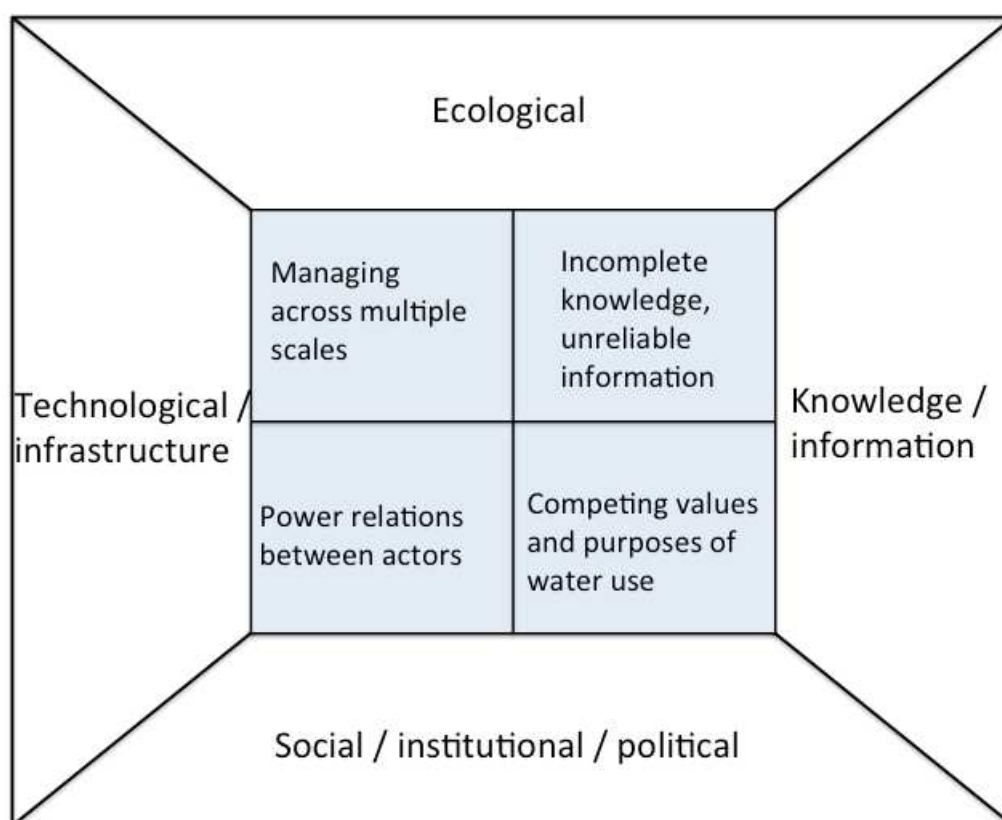 Ecological
Managing
across multiple
scales
Incomplete
knowledge,
unreliable
information
Technological /
infrastructure
Knowledge /
information
Power relations
between actors
Competing values
and purposes of
water use
Social / institutional / political